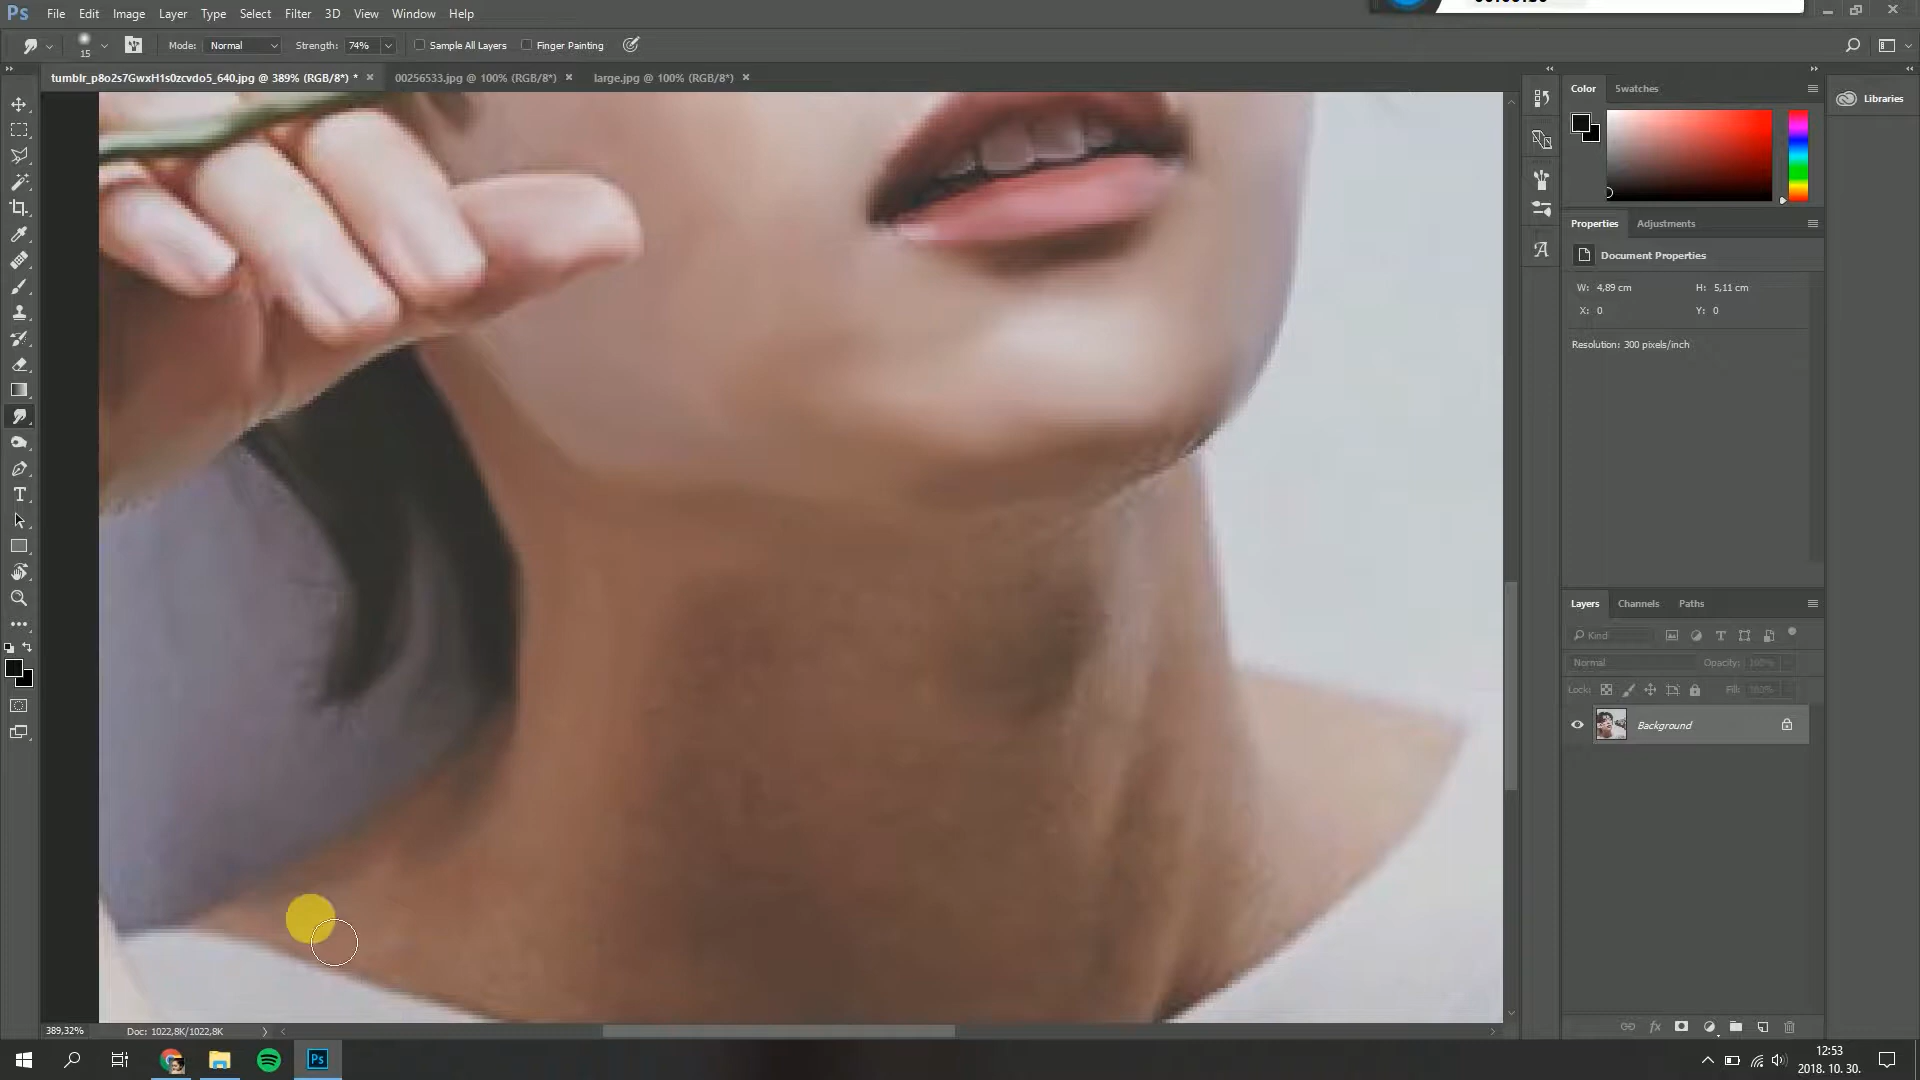 Ps File Edit Image Layer Type Select Filter 3D View Window Help
15 Mode: Normal Strength: 74% Sample All Layers Finger Painting
tumblr_p8o2s7GwxH1s0zcvdo5_640.jpg @ 389% (RGB/8*) * × 00256533.jpg @ 100% (RGB/8*) × large.jpg @ 100% (RGB/8*) ×
Color Swatches
Libraries
Properties Adjustments
Document Properties
W: 4,89 cm H: 5,11 cm
X: 0 Y: 0
Resolution: 300 pixels/inch
Layers Channels Paths
Kind
Normal Opacity: 100%
Lock: Fill: 100%
Background
fx
389,32% Doc: 1022,8K/1022,8K
Ps
12:53
2018. 10. 30.